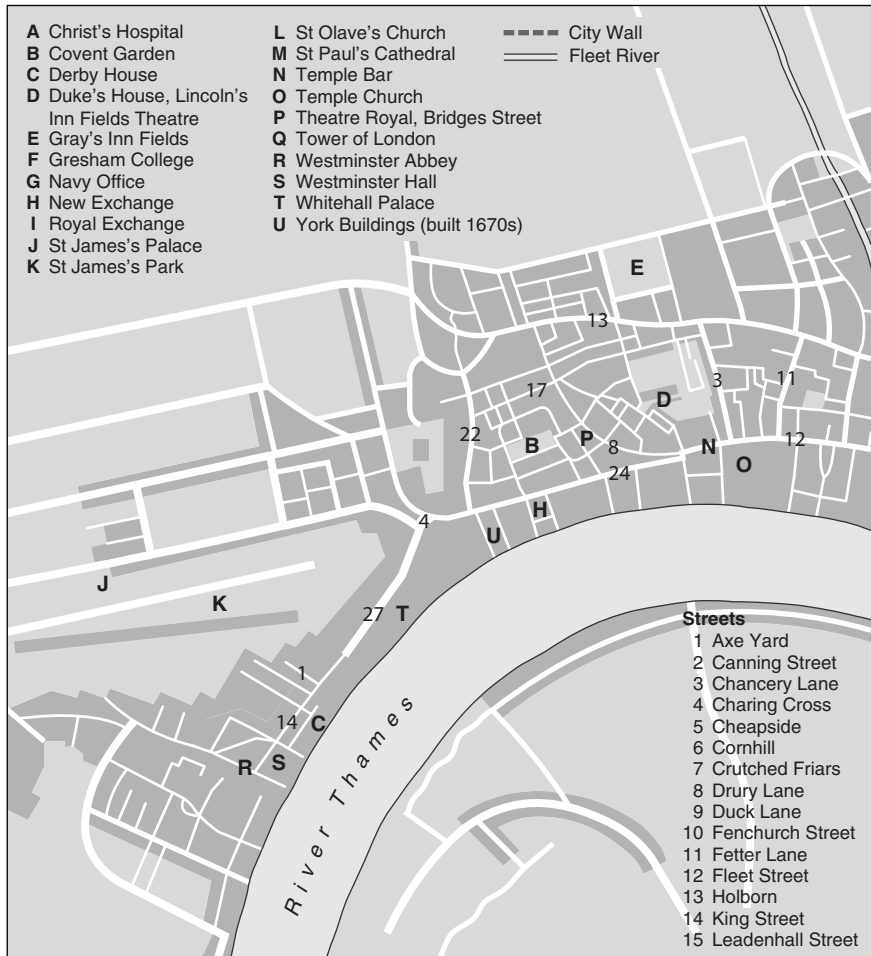 A Christ's Hospital
B Covent Garden
C Derby House
D Duke's House, Lincoln's
Inn Fields Theatre
E Gray's Inn Fields
F Gresham College
G Navy Office
H New Exchange
I Royal Exchange
J St James's Palace
K St James's Park
L St Olave's Church
M St Paul's Cathedral
N Temple Bar
O Temple Church
P Theatre Royal, Bridges Street
Q Tower of London
R Westminster Abbey
S Westminster Hall
T Whitehall Palace
U York Buildings (built 1670s)
City Wall
Fleet River
E
13
3
11
17
D
22
B
P
8
N
12
24
O
H
4
U
J
K
27
T
1
14
C
R
S
River Thames
Streets
1 Axe Yard
2 Canning Street
3 Chancery Lane
4 Charing Cross
5 Cheapside
6 Cornhill
7 Crutched Friars
8 Drury Lane
9 Duck Lane
10 Fenchurch Street
11 Fetter Lane
12 Fleet Street
13 Holborn
14 King Street
15 Leadenhall Street